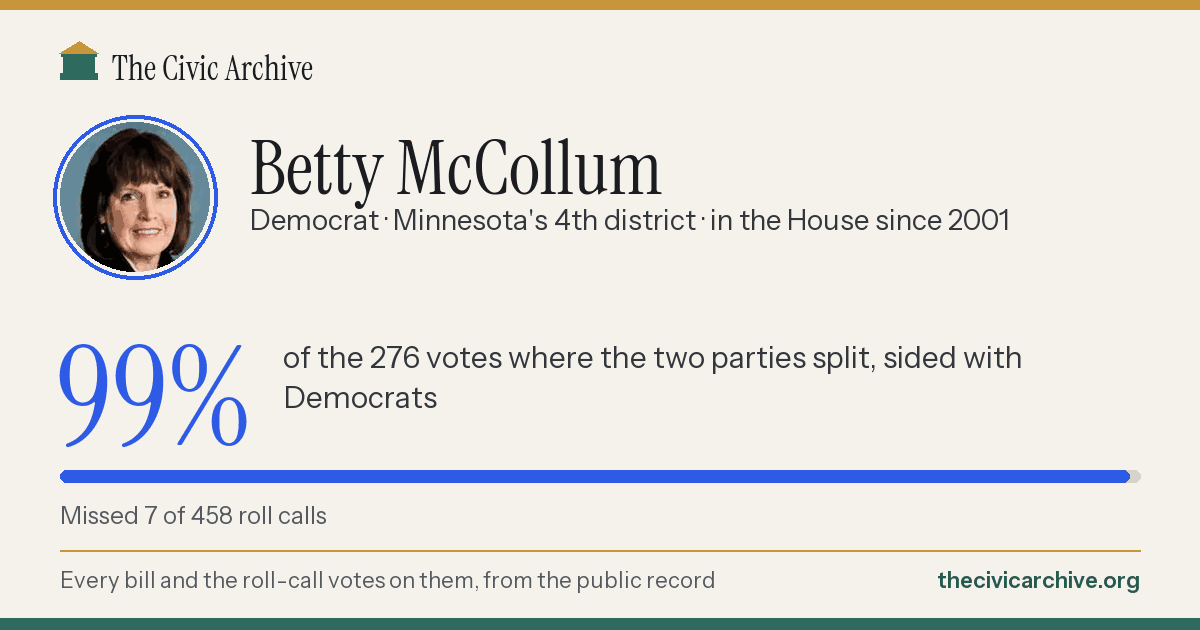 The Civic Archive
Betty McCollum
Democrat · Minnesota's 4th district · in the House since 2001
99%
of the 276 votes where the two parties split, sided with
Democrats
Missed 7 of 458 roll calls
Every bill and the roll-call votes on them, from the public record
thecivicarchive.org